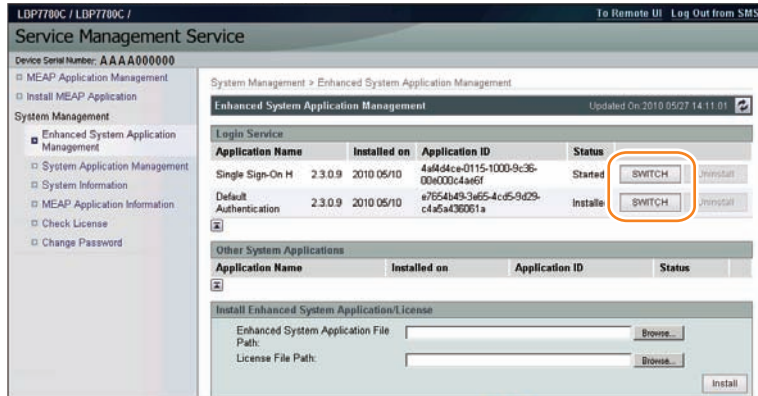 LBP7780C / LBP7780C /
To Remote UI Log Out from SMS
Service Management Service
Device Serial Number: AAAA000000
MEAP Application Management
Install MEAP Application
System Management
Enhanced System Application
Management
System Application Management
System Information
MEAP Application Information
Check License
Change Password
System Management > Enhanced System Application Management
Enhanced System Application Management
Updated On:2010 05/27 14:11:01
Login Service
Application Name Installed on Application ID Status
Single Sign-On H 2.3.0.9 2010 05/10 4af4d4ce-0115-1000-9c36-
00e000c4ae6f Started SWITCH Uninstall
Default
Authentication 2.3.0.9 2010 05/10 e7654b49-3e65-4cd5-9d29-
c4a5a436061a Installe SWITCH Uninstall
Other System Applications
Application Name Installed on Application ID Status
Install Enhanced System Application/License
Enhanced System Application File
Path: Browse...
License File Path: Browse...
Install